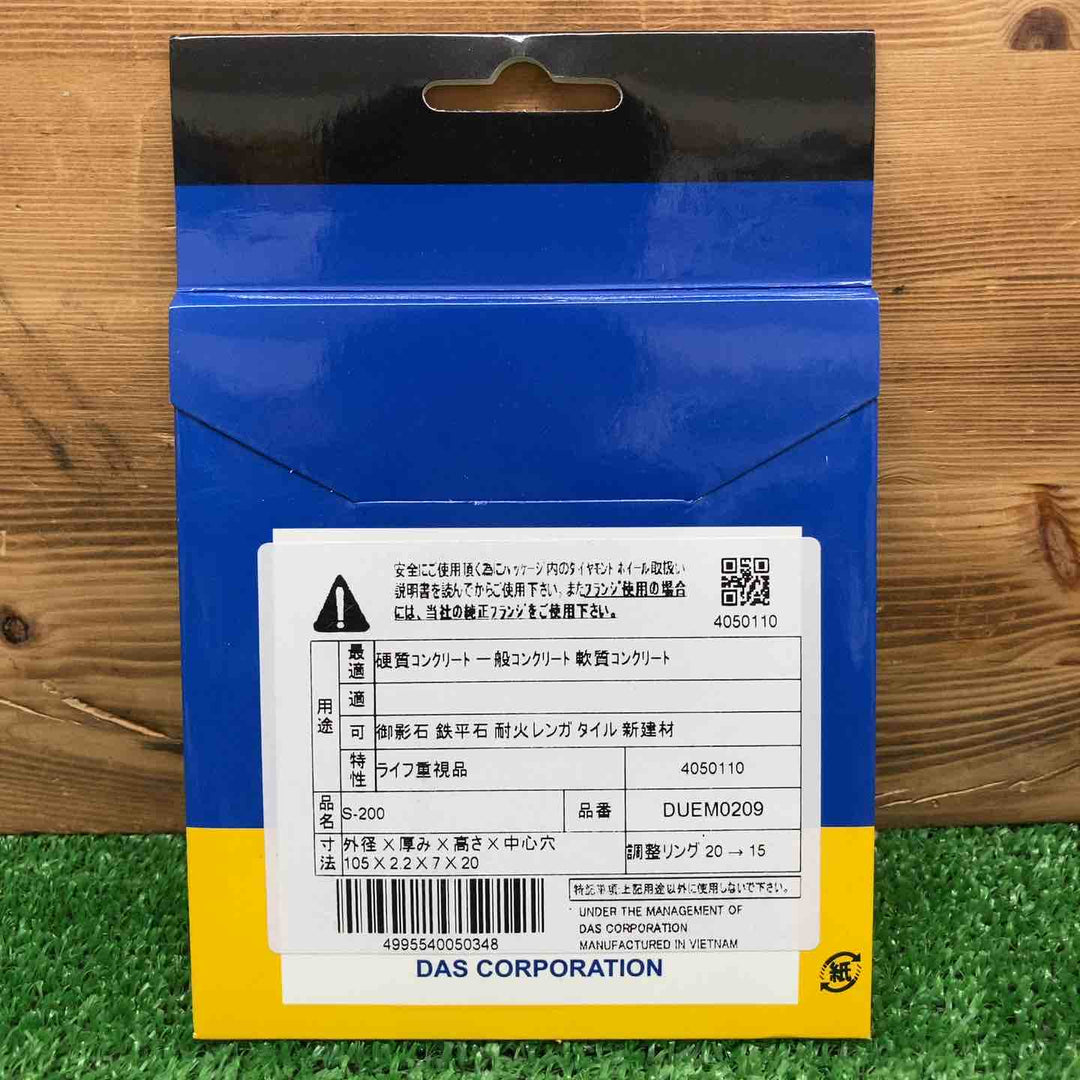 安全にご使用頂く為にパッケージ内のダイヤモンドホイール取扱い
説明書を読んでからご使用下さい。またフランジ使用の場合
には、当社の純正フランジをご使用下さい。
4050110
用途
最適 硬質コンクリート 一般コンクリート 軟質コンクリート
適
可 御影石 鉄平石 耐火レンガ タイル 新建材
特性 ライフ重視品 4050110
品名 S-200 品番 DUEM0209
寸法 外径×厚み×高さ×中心穴
105×2.2×7×20 調整リング 20→15
特記事項:上記用途以外に使用しないで下さい。
UNDER THE MANAGEMENT OF
DAS CORPORATION
MANUFACTURED IN VIETNAM
4995540050348
DAS CORPORATION
紙